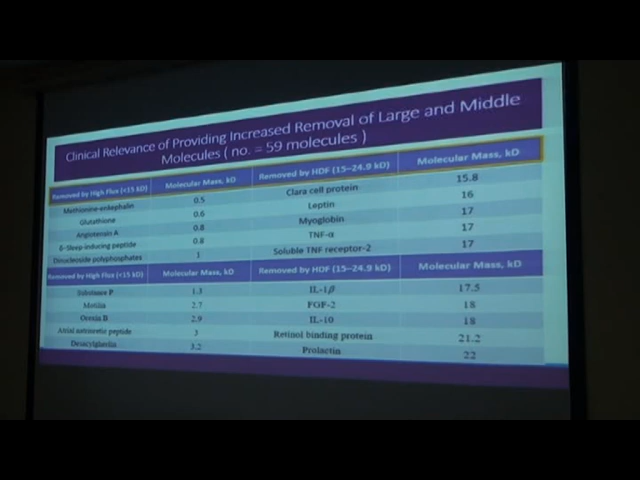 Clinical Relevance of Providing Increased Removal of Large and Middle
Molecules ( no. = 59 molecules )
Removed by High Flux (<15 kD) Molecular Mass, kD Removed by HDF (15–24.9 kD) Molecular Mass, kD
Methionine-enkephalin 0.5 Clara cell protein 15.8
Glutathione 0.6 Leptin 16
Angiotensin A 0.8 Myoglobin 17
δ-Sleep-inducing peptide 0.8 TNF-α 17
Dinucleoside polyphosphates 1 Soluble TNF receptor-2 17
Removed by High Flux (<15 kD) Molecular Mass, kD Removed by HDF (15–24.9 kD) Molecular Mass, kD
Substance P 1.3 IL-1β 17.5
Motilin 2.7 FGF-2 18
Orexin B 2.9 IL-10 18
Atrial natriuretic peptide 3 Retinol binding protein 21.2
Desacylghrelin 3.2 Prolactin 22